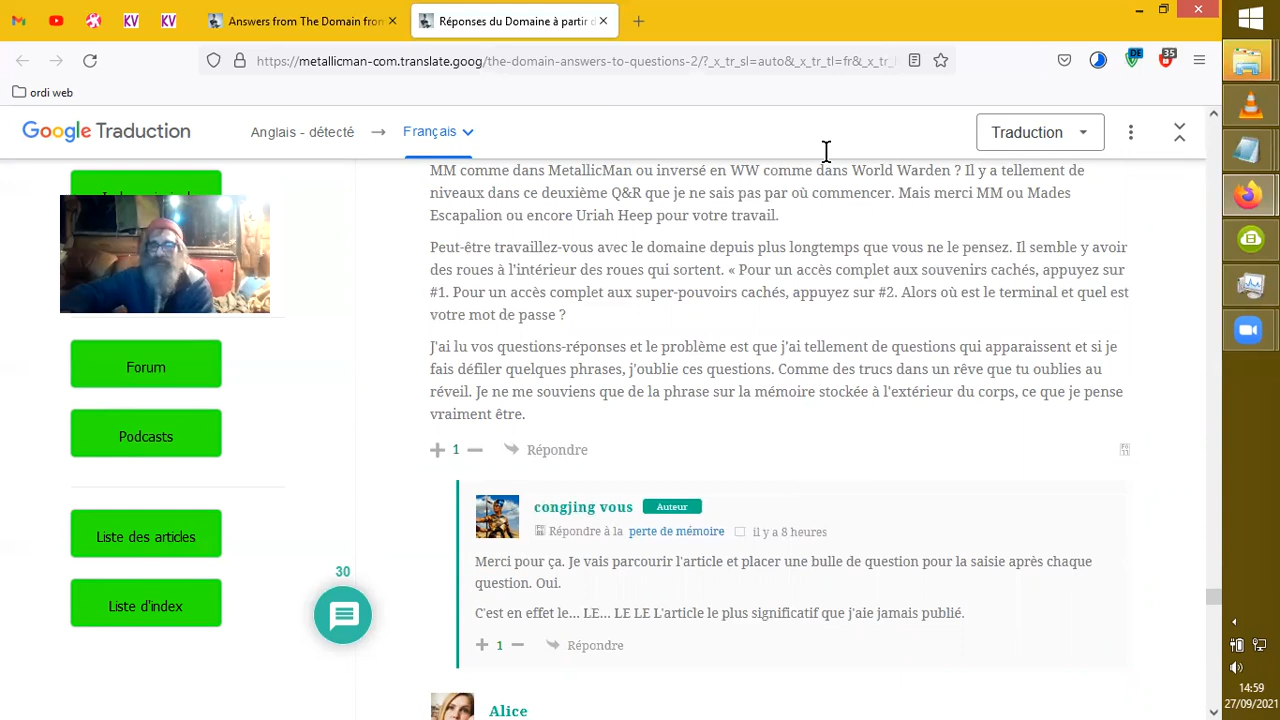 Answers from The Domain from
Réponses du Domaine à partir d
https://metallicman-com.translate.goog/the-domain-answers-to-questions-2/?_x_tr_sl=auto&_x_tr_tl=fr&_x_tr_l
DE
35
ordi web
Google Traduction
Anglais - détecté
Français
Traduction
MM comme dans MetallicMan ou inversé en WW comme dans World Warden ? Il y a tellement de
niveaux dans ce deuxième Q&R que je ne sais pas par où commencer. Mais merci MM ou Mades
Escapalion ou encore Uriah Heep pour votre travail.
Peut-être travaillez-vous avec le domaine depuis plus longtemps que vous ne le pensez. Il semble y avoir
des roues à l'intérieur des roues qui sortent. « Pour un accès complet aux souvenirs cachés, appuyez sur
#1. Pour un accès complet aux super-pouvoirs cachés, appuyez sur #2. Alors où est le terminal et quel est
votre mot de passe ?
J'ai lu vos questions-réponses et le problème est que j'ai tellement de questions qui apparaissent et si je
fais défiler quelques phrases, j'oublie ces questions. Comme des trucs dans un rêve que tu oublies au
réveil. Je ne me souviens que de la phrase sur la mémoire stockée à l'extérieur du corps, ce que je pense
vraiment être.
1 Répondre
Forum
Podcasts
Liste des articles
Liste d'index
30
congjing vous Auteur
Répondre à la perte de mémoire il y a 8 heures
Merci pour ça. Je vais parcourir l'article et placer une bulle de question pour la saisie après chaque
question. Oui.
C'est en effet le... LE... LE LE L'article le plus significatif que j'aie jamais publié.
1 Répondre
Alice
14:59
27/09/2021